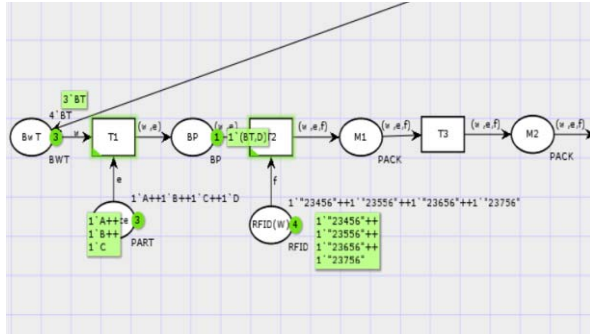 3`BT
4`BT
BwT
3
w
T1
(w,e)
BP
1
1`(BT,D)
T2
(w,e,f)
M1
(w,e,f)
T3
(w,e,f)
M2
(w,e,f)
BWT
BP
PACK
PACK
e
f
1`A++1`B++1`C++1`D
1`"23456"++1`23556"++1`"23656"++1`"23756"
1`A++
1`B++
1`C
3
PART
RFID(W)
4
RFID
1`"23456"++
1`"23556"++
1`"23656"++
1`"23756"